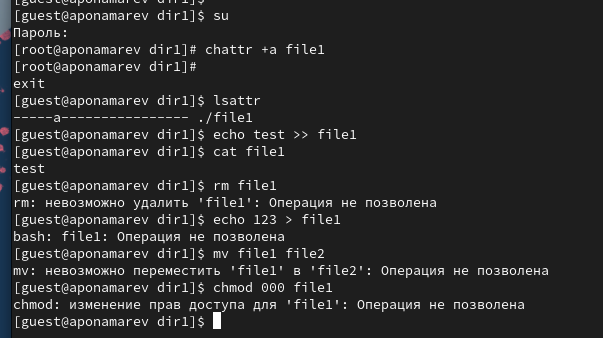 [guest@aponamarev dir1]$ su
Пароль:
[root@aponamarev dir1]# chattr +a file1
[root@aponamarev dir1]#
exit
[guest@aponamarev dir1]$ lsattr
-----a---------------- ./file1
[guest@aponamarev dir1]$ echo test >> file1
[guest@aponamarev dir1]$ cat file1
test
[guest@aponamarev dir1]$ rm file1
rm: невозможно удалить 'file1': Операция не позволена
[guest@aponamarev dir1]$ echo 123 > file1
bash: file1: Операция не позволена
[guest@aponamarev dir1]$ mv file1 file2
mv: невозможно переместить 'file1' в 'file2': Операция не позволена
[guest@aponamarev dir1]$ chmod 000 file1
chmod: изменение прав доступа для 'file1': Операция не позволена
[guest@aponamarev dir1]$